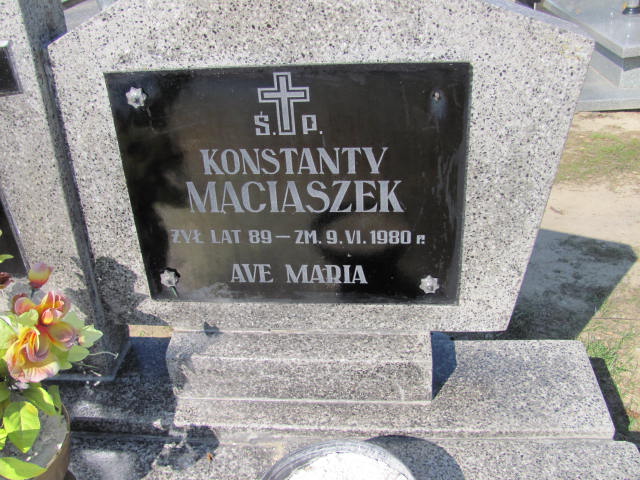 Ś. P.
KONSTANTY
MACIASZEK
ŻYŁ LAT 89 – ZM. 9. VI. 1980 r.
AVE MARIA